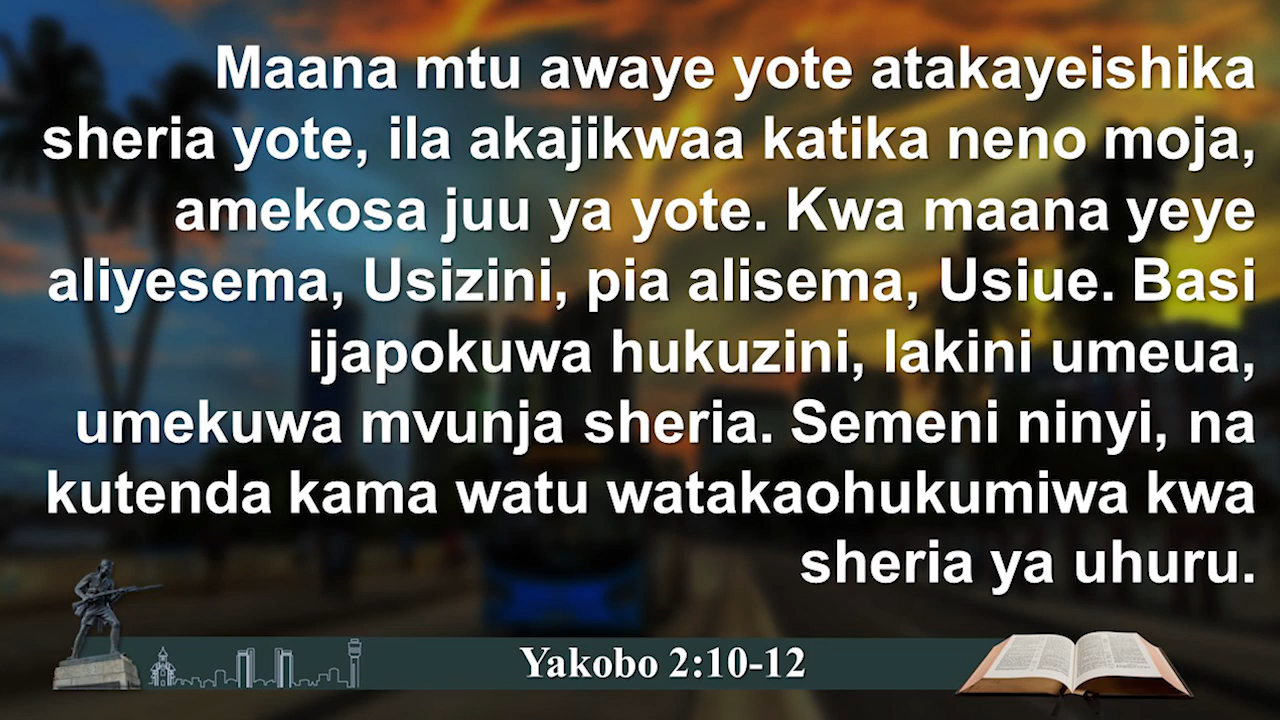 Maana mtu awaye yote atakayeishika
sheria yote, ila akajikwaa katika neno moja,
amekosa juu ya yote. Kwa maana yeye
aliyesema, Usizini, pia alisema, Usiue. Basi
ijapokuwa hukuzini, lakini umeua,
umekuwa mvunja sheria. Semeni ninyi, na
kutenda kama watu watakaohukumiwa kwa
sheria ya uhuru.
Yakobo 2:10-12